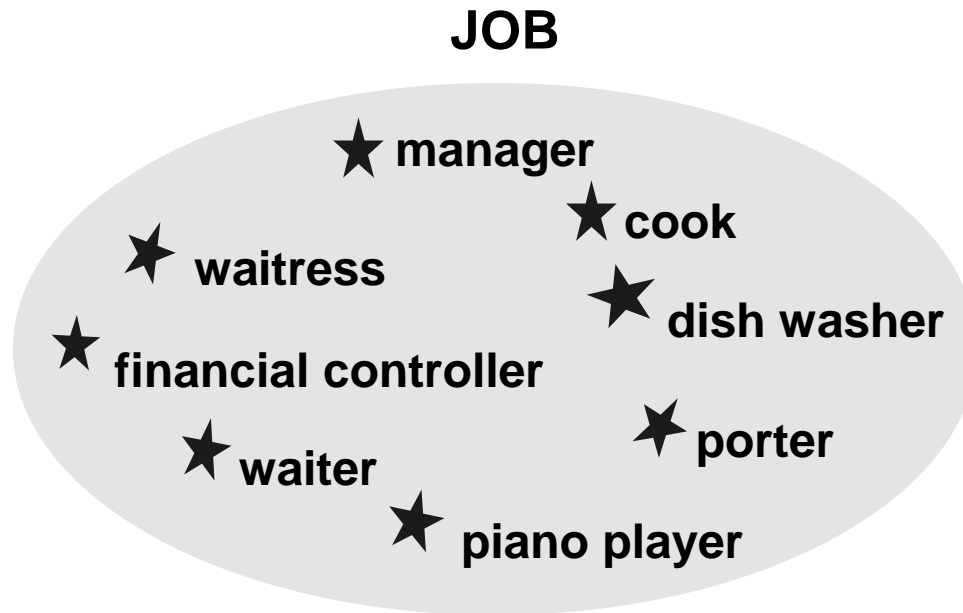 JOB
manager
cook
waitress
dish washer
financial controller
porter
waiter
piano player